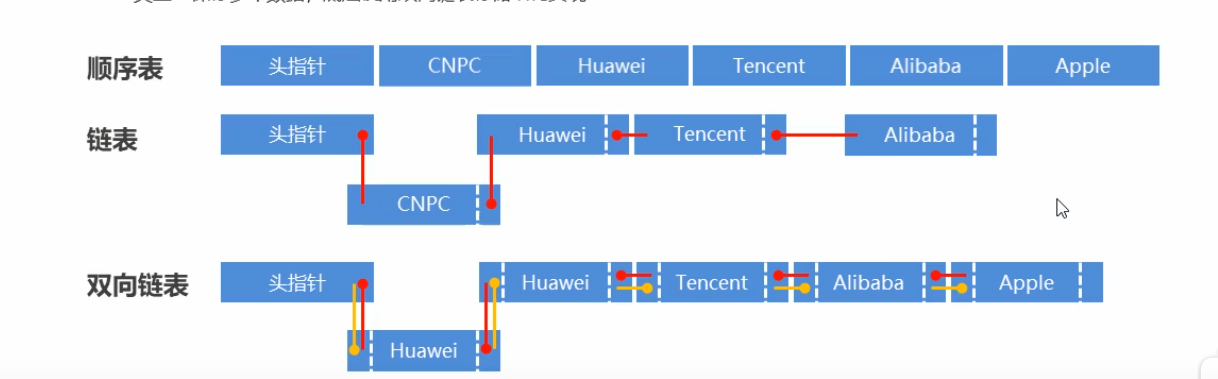 顺序表 头指针 CNPC Huawei Tencent Alibaba Apple
链表 头指针 Huawei Tencent Alibaba
CNPC
双向链表 头指针 Huawei Tencent Alibaba Apple
Huawei